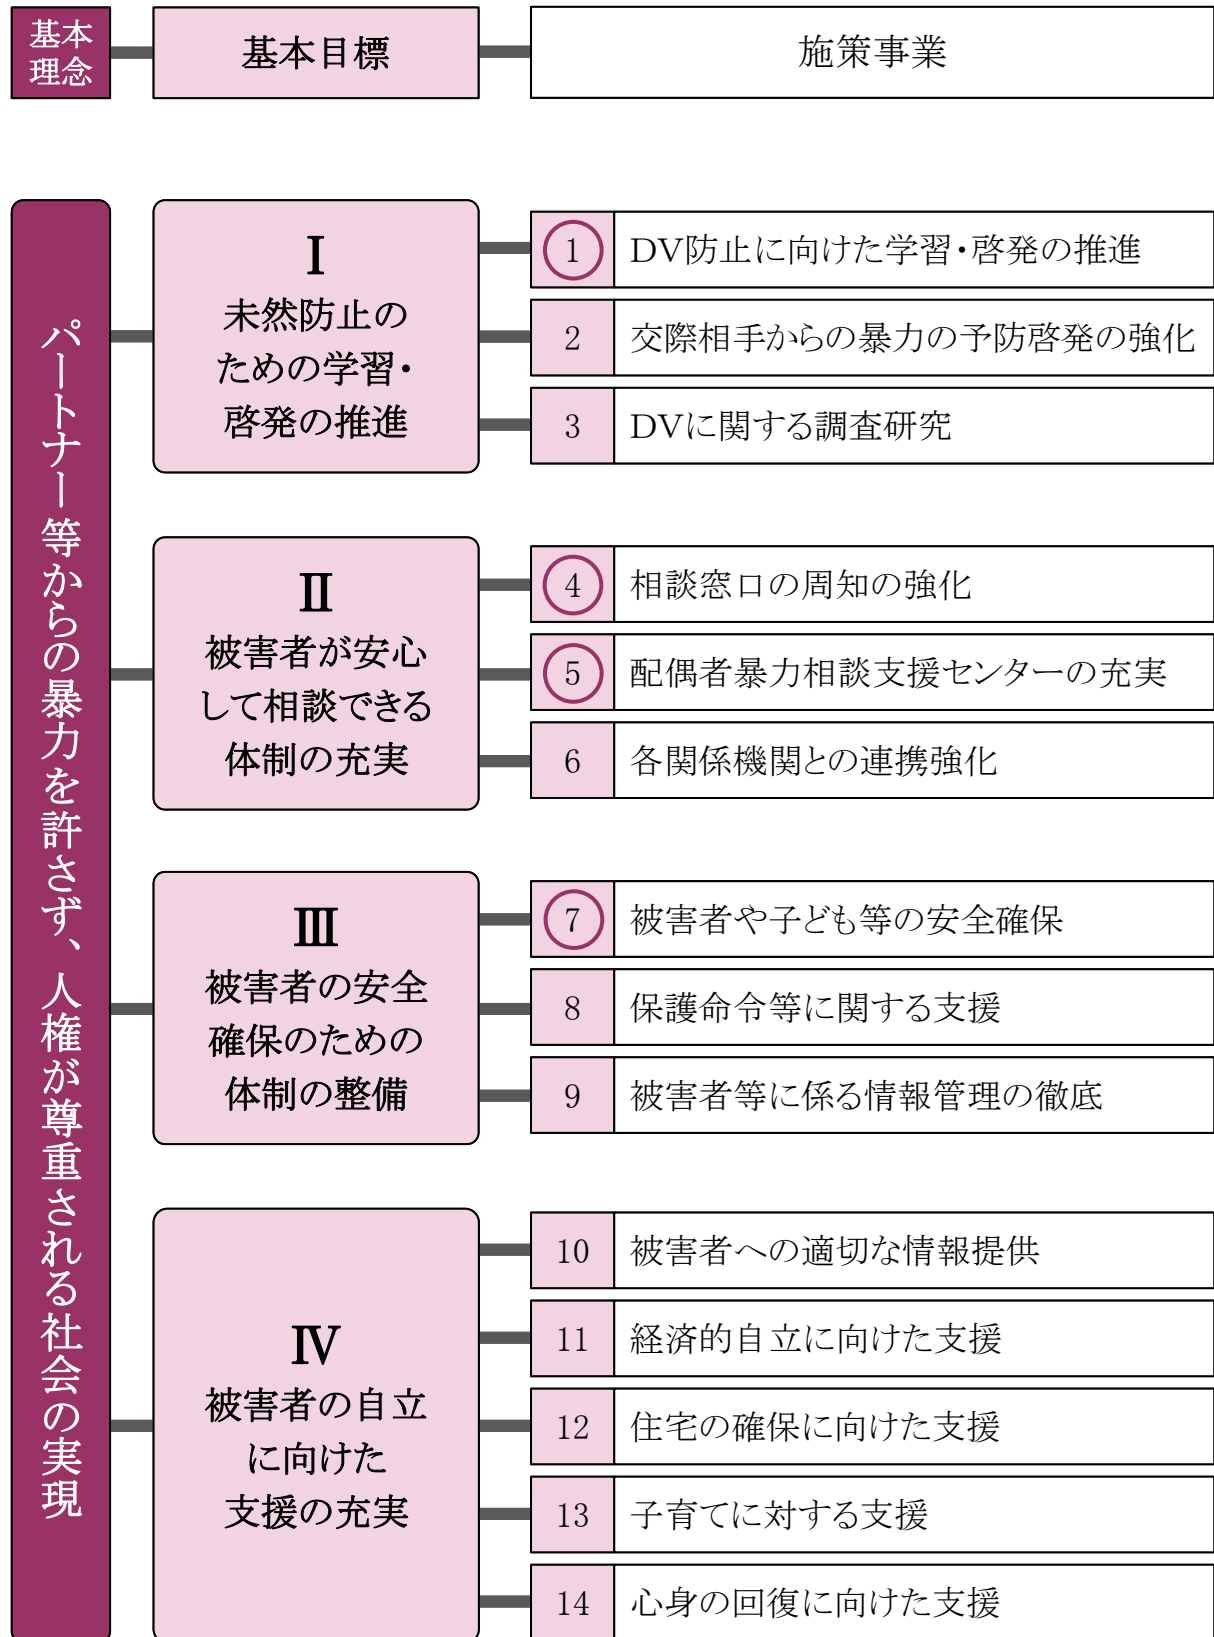 基本
理念
基本目標
施策事業
パートナー等からの暴力を許さず、人権が尊重される社会の実現
Ⅰ
未然防止の
ための学習・
啓発の推進
1 DV防止に向けた学習・啓発の推進
2 交際相手からの暴力の予防啓発の強化
3 DVに関する調査研究
Ⅱ
被害者が安心
して相談できる
体制の充実
4 相談窓口の周知の強化
5 配偶者暴力相談支援センターの充実
6 各関係機関との連携強化
Ⅲ
被害者の安全
確保のための
体制の整備
7 被害者や子ども等の安全確保
8 保護命令等に関する支援
9 被害者等に係る情報管理の徹底
Ⅳ
被害者の自立
に向けた
支援の充実
10 被害者への適切な情報提供
11 経済的自立に向けた支援
12 住宅の確保に向けた支援
13 子育てに対する支援
14 心身の回復に向けた支援